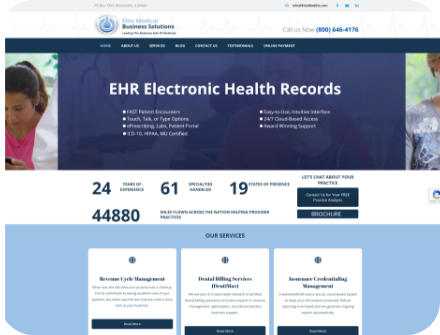 Elite Medical
Business Solutions
Leading The Business Side Of Medicine!
Call us Now (800) 646-4176
HOME ABOUT US SERVICES BLOG CONTACT US TESTIMONIALS ONLINE PAYMENT
EHR Electronic Health Records
FAST Patient Encounters
Touch, Talk, or Type Options
ePrescribing, Labs, Patient Portal
ICD-10, HIPAA, MU Certified
Easy-to-Use, Intuitive Interface
24/7 Cloud-Based Access
Award Winning Support
24 YEARS OF EXPERIENCE
61 SPECIALTIES HANDLED
19 STATES OF PRESENCE
44880 MILES FLOWN ACROSS THE NATION HELPING PROVIDER PRACTICES
LET'S CHAT ABOUT YOUR PRACTICE
Contact Us for Your FREE Practice Analysis
BROCHURE
OUR SERVICES
Revenue Cycle Management
Read More
Dental Billing Services
(DentiMax)
Read More
Insurance Credentialing
Management
Read More